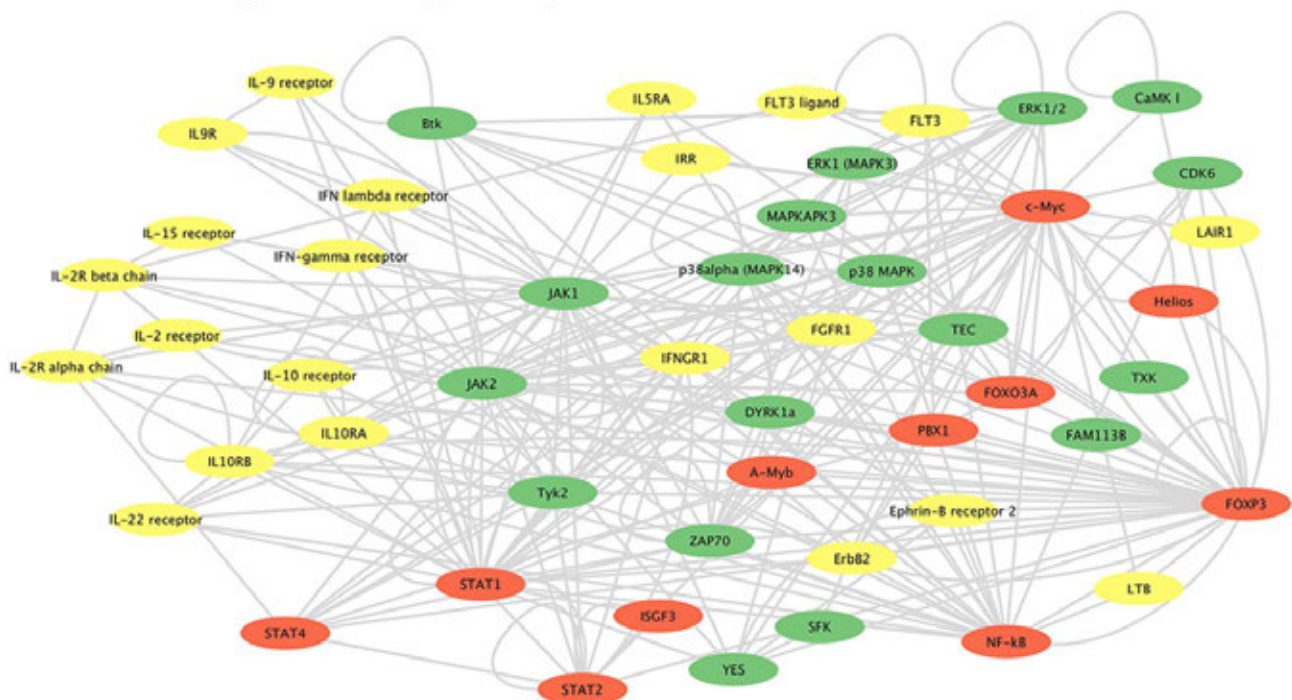 IL-9 receptor
IL5RA
FLT3 ligand
CaMK I
ERK1/2
FLT3
Btk
IL9R
IRR
ERK1 (MAPK3)
CDK6
IFN lambda receptor
c-Myc
MAPKAPK3
LAIR1
IL-15 receptor
IFN-gamma receptor
p38alpha (MAPK14)
p38 MAPK
IL-2R beta chain
JAK1
Helios
FGFR1
TEC
IL-2 receptor
IFNGR1
IL-2R alpha chain
IL-10 receptor
TXK
JAK2
FOXO3A
DYRK1a
PBX1
IL10RA
FAM113B
IL10RB
A-Myb
Tyk2
FOXP3
Ephrin-B receptor 2
IL-22 receptor
ZAP70
ErbB2
STAT1
LTB
ISGF3
SFK
STAT4
NF-kB
YES
STAT2